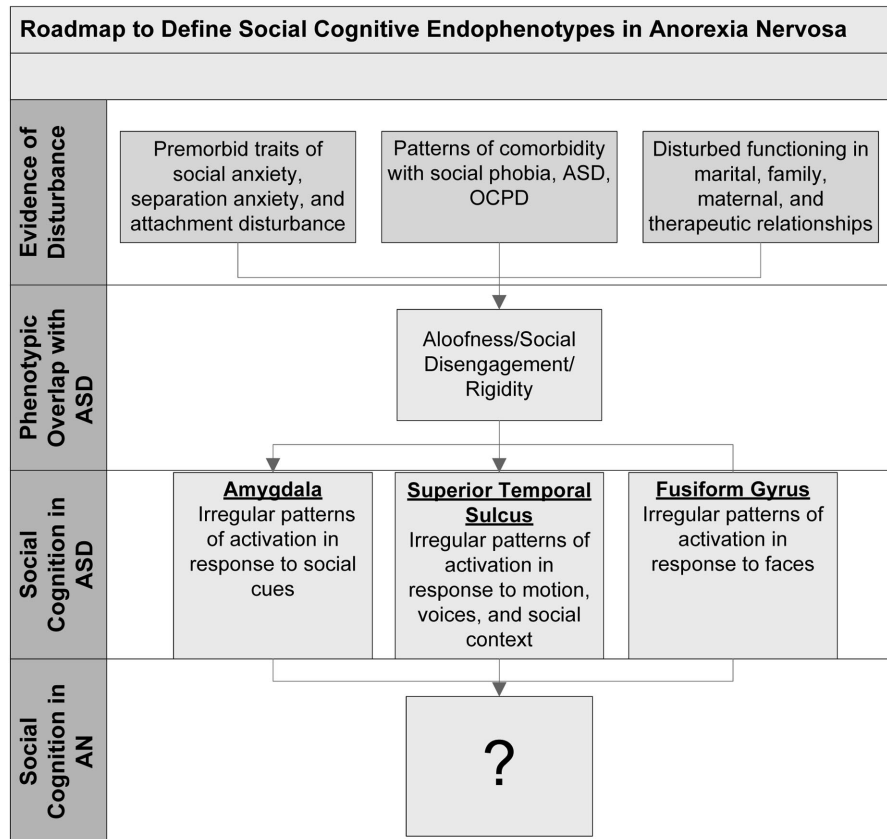 Roadmap to Define Social Cognitive Endophenotypes in Anorexia Nervosa
Evidence of
Disturbance
Premorbid traits of
social anxiety,
separation anxiety, and
attachment disturbance
Patterns of comorbidity
with social phobia, ASD,
OCPD
Disturbed functioning in
marital, family,
maternal, and
therapeutic relationships
Phenotypic
Overlap with
ASD
Aloofness/Social
Disengagement/
Rigidity
Social
Cognition in
ASD
Amygdala
Irregular patterns
of activation in
response to social
cues
Superior Temporal
Sulcus
Irregular patterns of
activation in
response to motion,
voices, and social
context
Fusiform Gyrus
Irregular patterns of
activation in
response to faces
Social
Cognition in
AN
?